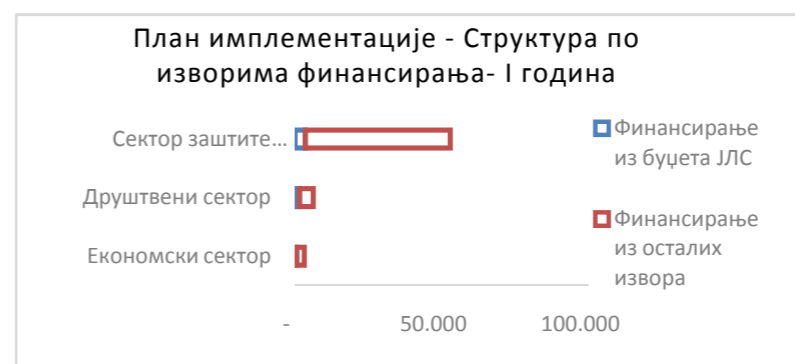 План имплементације - Структура по
изворима финансирања- I година
Сектор заштите...
Друштвени сектор
Економски сектор
-
50.000
100.000
Финансирање
из буџета ЈЛС
Финансирање
из осталих
извора